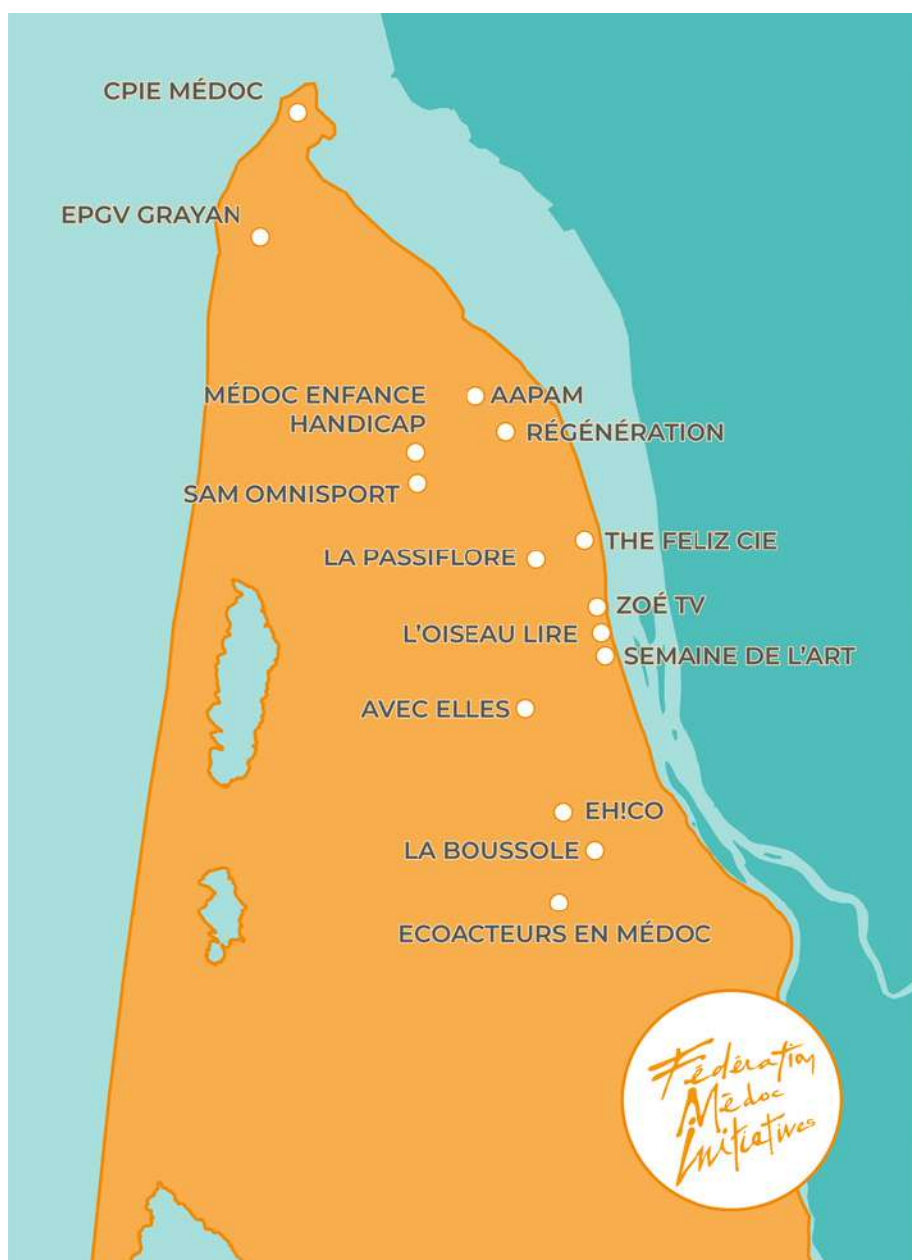 CPIE MÉDOC
EPGV GRAYAN
MÉDOC ENFANCE
HANDICAP
AAPAM
RÉGÉNÉRATION
SAM OMNISPORT
THE FELIZ CIE
LA PASSIFLORE
ZOÉ TV
L'OISEAU LIRE
SEMAINE DE L'ART
AVEC ELLES
EH!CO
LA BOUSSOLE
ECOACTEURS EN MÉDOC
Fédération
Médoc
Initiatives